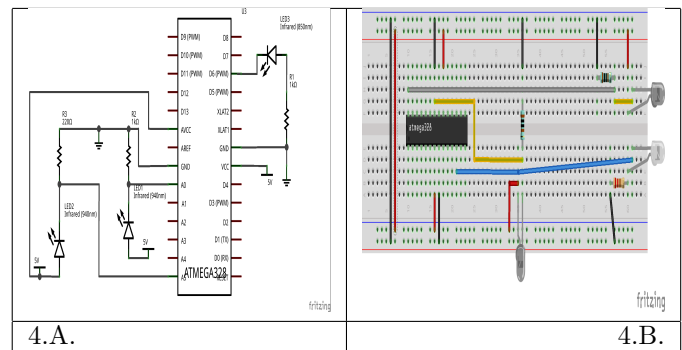 U3
LED3
Infrared (850nm)
R1
1kΩ
R3
220Ω
R2
1kΩ
LED1
Infrared (940nm)
LED2
Infrared (940nm)
D9 (PWM)
D10 (PWM)
D11 (PWM)
D12
D13
AVCC
AREF
GND
A0
A1
A2
A3
A4
D8
D7
D6 (PWM)
D5 (PWM)
XLAT2
XLAT1
GND
VCC
D4
D3 (PWM)
D2
D1 (TX)
D0 (RX)
ATMEGA328
5V
5V
5V
fritzing
atmega328
fritzing
4.A.
4.B.